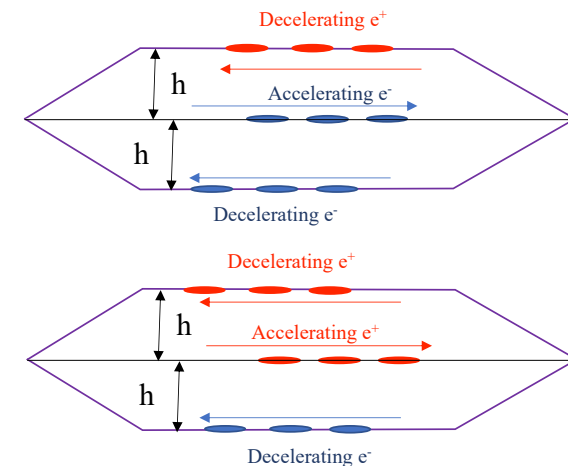 Decelerating e⁺
h
Accelerating e⁻
h
Decelerating e⁻
Decelerating e⁺
h
Accelerating e⁺
h
Decelerating e⁻